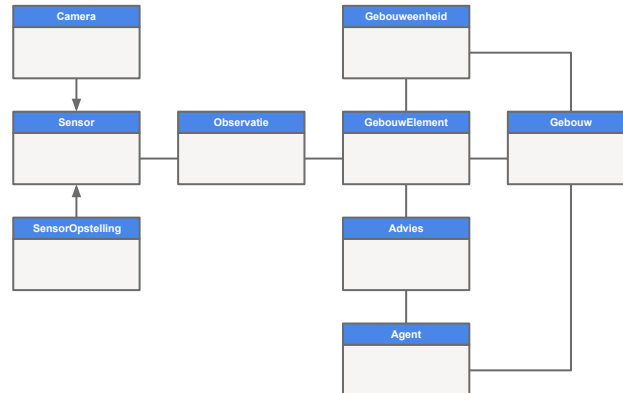 Camera
Gebouweenheid
Sensor
Observatie
GebouwElement
Gebouw
SensorOpstelling
Advies
Agent